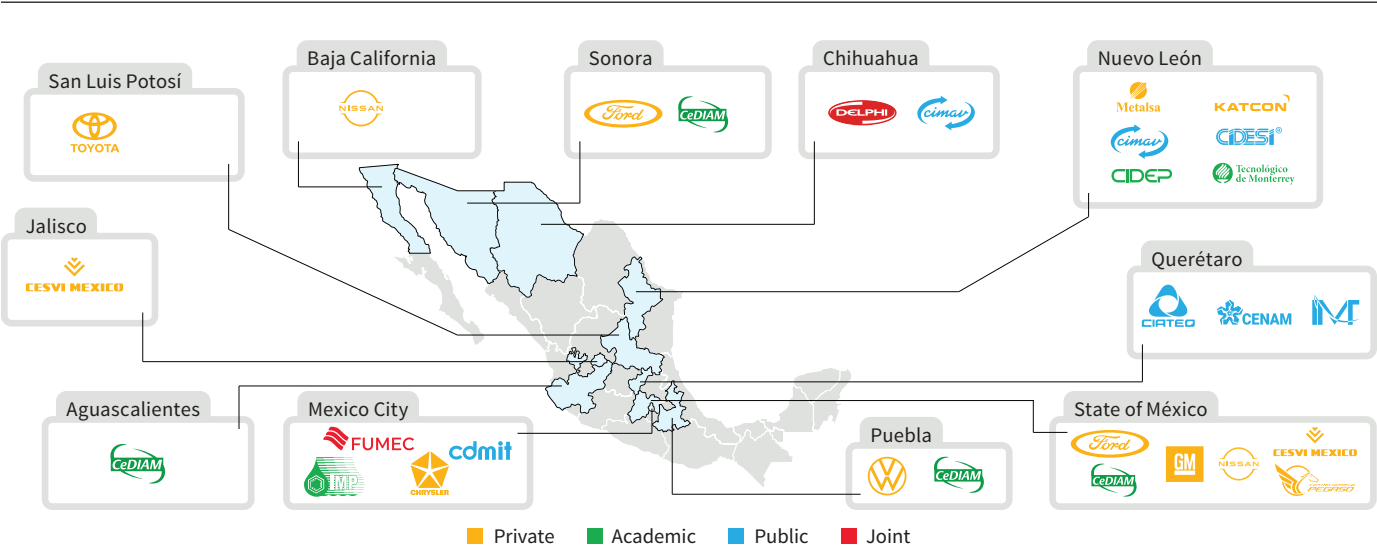 San Luis Potosí
TOYOTA
Baja California
NISSAN
Sonora
Ford
CeDIAM
Chihuahua
DELPHI
cimav
Nuevo León
Metalsa
KATCON
cimav
CIDESI®
CIDEP
Tecnológico
de Monterrey
Jalisco
CESVI MEXICO
Querétaro
CIATEQ
CENAM
Aguascalientes
CeDIAM
Mexico City
FUMEC
cdmit
IMP
CHRYSLER
Puebla
VW
CeDIAM
State of México
Ford
GM
NISSAN
CESVI MEXICO
CeDIAM
PEGASO
Private
Academic
Public
Joint